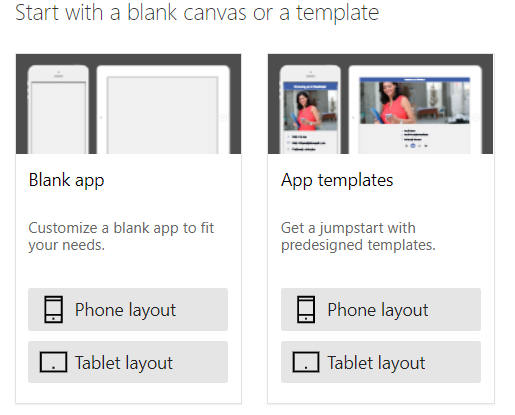 Start with a blank canvas or a template
Blank app
Customize a blank app to fit
your needs.
Phone layout
Tablet layout
App templates
Get a jumpstart with
predesigned templates.
Phone layout
Tablet layout